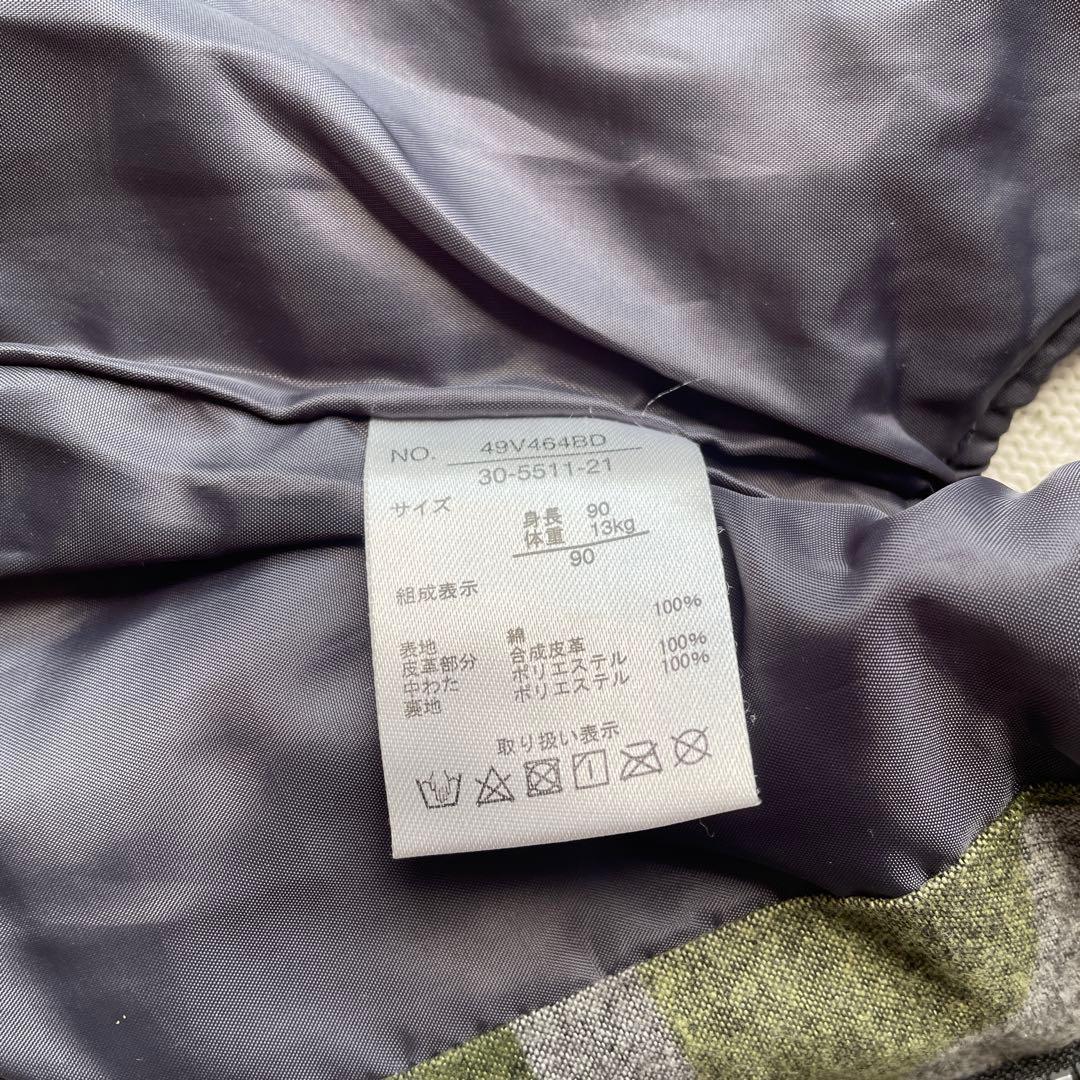 NO. 49V464BD
30-5511-21
サイズ
身長 90
体重 13kg
90
組成表示
表地 綿 100%
皮革部分 合成皮革
中わた ポリエステル 100%
裏地 ポリエステル 100%
取り扱い表示